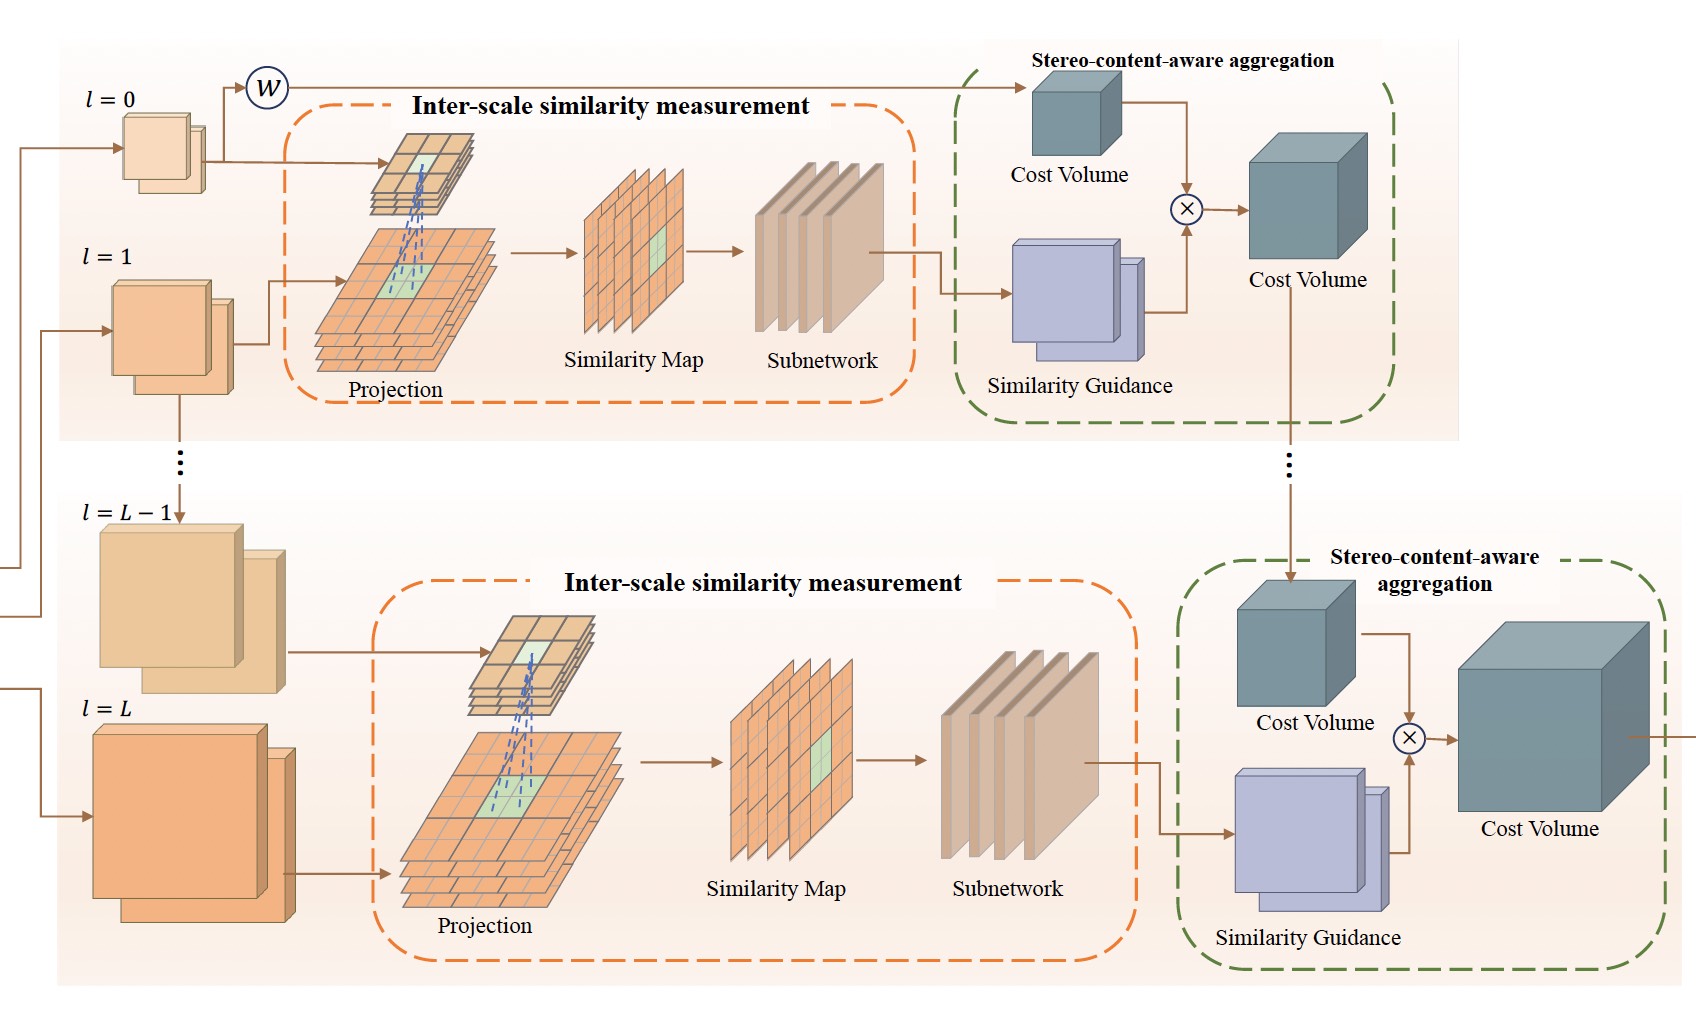 Stereo-content-aware aggregation
l = 0
w
Inter-scale similarity measurement
Cost Volume
×
l = 1
Cost Volume
Similarity Map
Subnetwork
Similarity Guidance
Projection
⋮
⋮
l = L − 1
Stereo-content-aware
aggregation
Inter-scale similarity measurement
l = L
Cost Volume
×
Cost Volume
Similarity Map
Subnetwork
Projection
Similarity Guidance